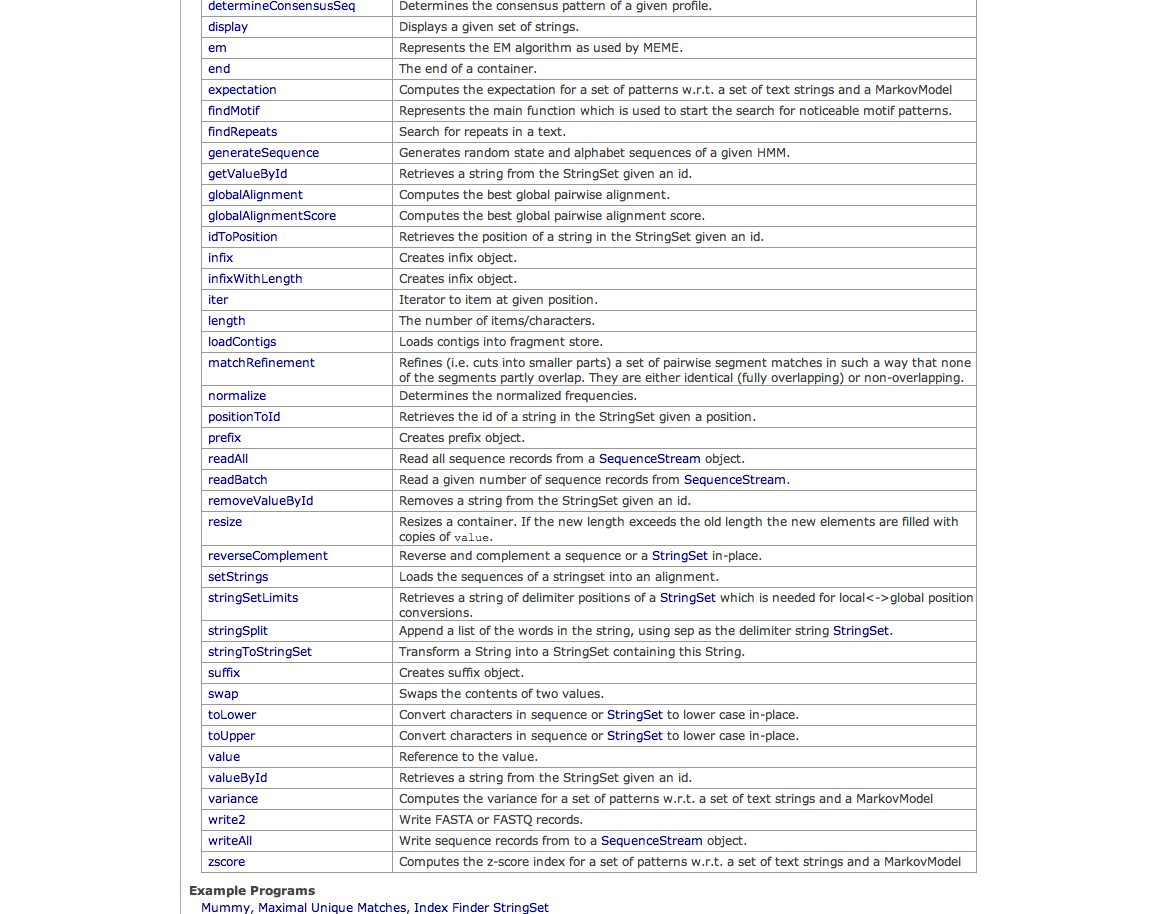 determineConsensusSeq Determines the consensus pattern of a given profile.
display Displays a given set of strings.
em Represents the EM algorithm as used by MEME.
end The end of a container.
expectation Computes the expectation for a set of patterns w.r.t. a set of text strings and a MarkovModel
findMotif Represents the main function which is used to start the search for noticeable motif patterns.
findRepeats Search for repeats in a text.
generateSequence Generates random state and alphabet sequences of a given HMM.
getValueById Retrieves a string from the StringSet given an id.
globalAlignment Computes the best global pairwise alignment.
globalAlignmentScore Computes the best global pairwise alignment score.
idToPosition Retrieves the position of a string in the StringSet given an id.
infix Creates infix object.
infixWithLength Creates infix object.
iter Iterator to item at given position.
length The number of items/characters.
loadContigs Loads contigs into fragment store.
matchRefinement Refines (i.e. cuts into smaller parts) a set of pairwise segment matches in such a way that none
of the segments partly overlap. They are either identical (fully overlapping) or non-overlapping.
normalize Determines the normalized frequencies.
positionToId Retrieves the id of a string in the StringSet given a position.
prefix Creates prefix object.
readAll Read all sequence records from a SequenceStream object.
readBatch Read a given number of sequence records from SequenceStream.
removeValueById Removes a string from the StringSet given an id.
resize Resizes a container. If the new length exceeds the old length the new elements are filled with
copies of value.
reverseComplement Reverse and complement a sequence or a StringSet in-place.
setStrings Loads the sequences of a stringset into an alignment.
stringSetLimits Retrieves a string of delimiter positions of a StringSet which is needed for local<->global position
conversions.
stringSplit Append a list of the words in the string, using sep as the delimiter string StringSet.
stringToStringSet Transform a String into a StringSet containing this String.
suffix Creates suffix object.
swap Swaps the contents of two values.
toLower Convert characters in sequence or StringSet to lower case in-place.
toUpper Convert characters in sequence or StringSet to lower case in-place.
value Reference to the value.
valueById Retrieves a string from the StringSet given an id.
variance Computes the variance for a set of patterns w.r.t. a set of text strings and a MarkovModel
write2 Write FASTA or FASTQ records.
writeAll Write sequence records from to a SequenceStream object.
zscore Computes the z-score index for a set of patterns w.r.t. a set of text strings and a MarkovModel
Example Programs
Mummy, Maximal Unique Matches, Index Finder StringSet